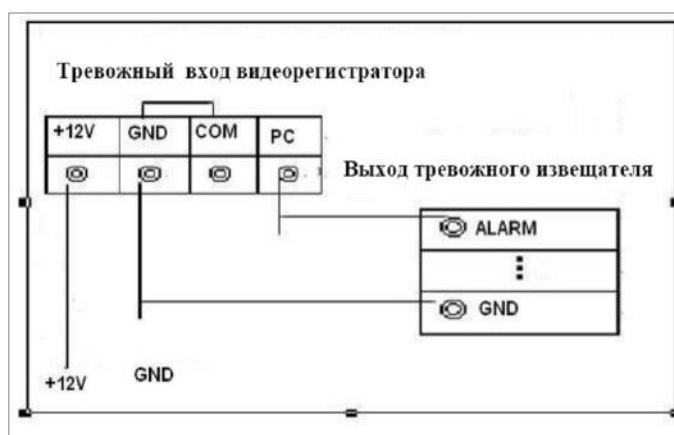 Тревожный вход видеорегистратора
+12V GND COM PC
Выход тревожного извещателя
ALARM
GND
+12V GND